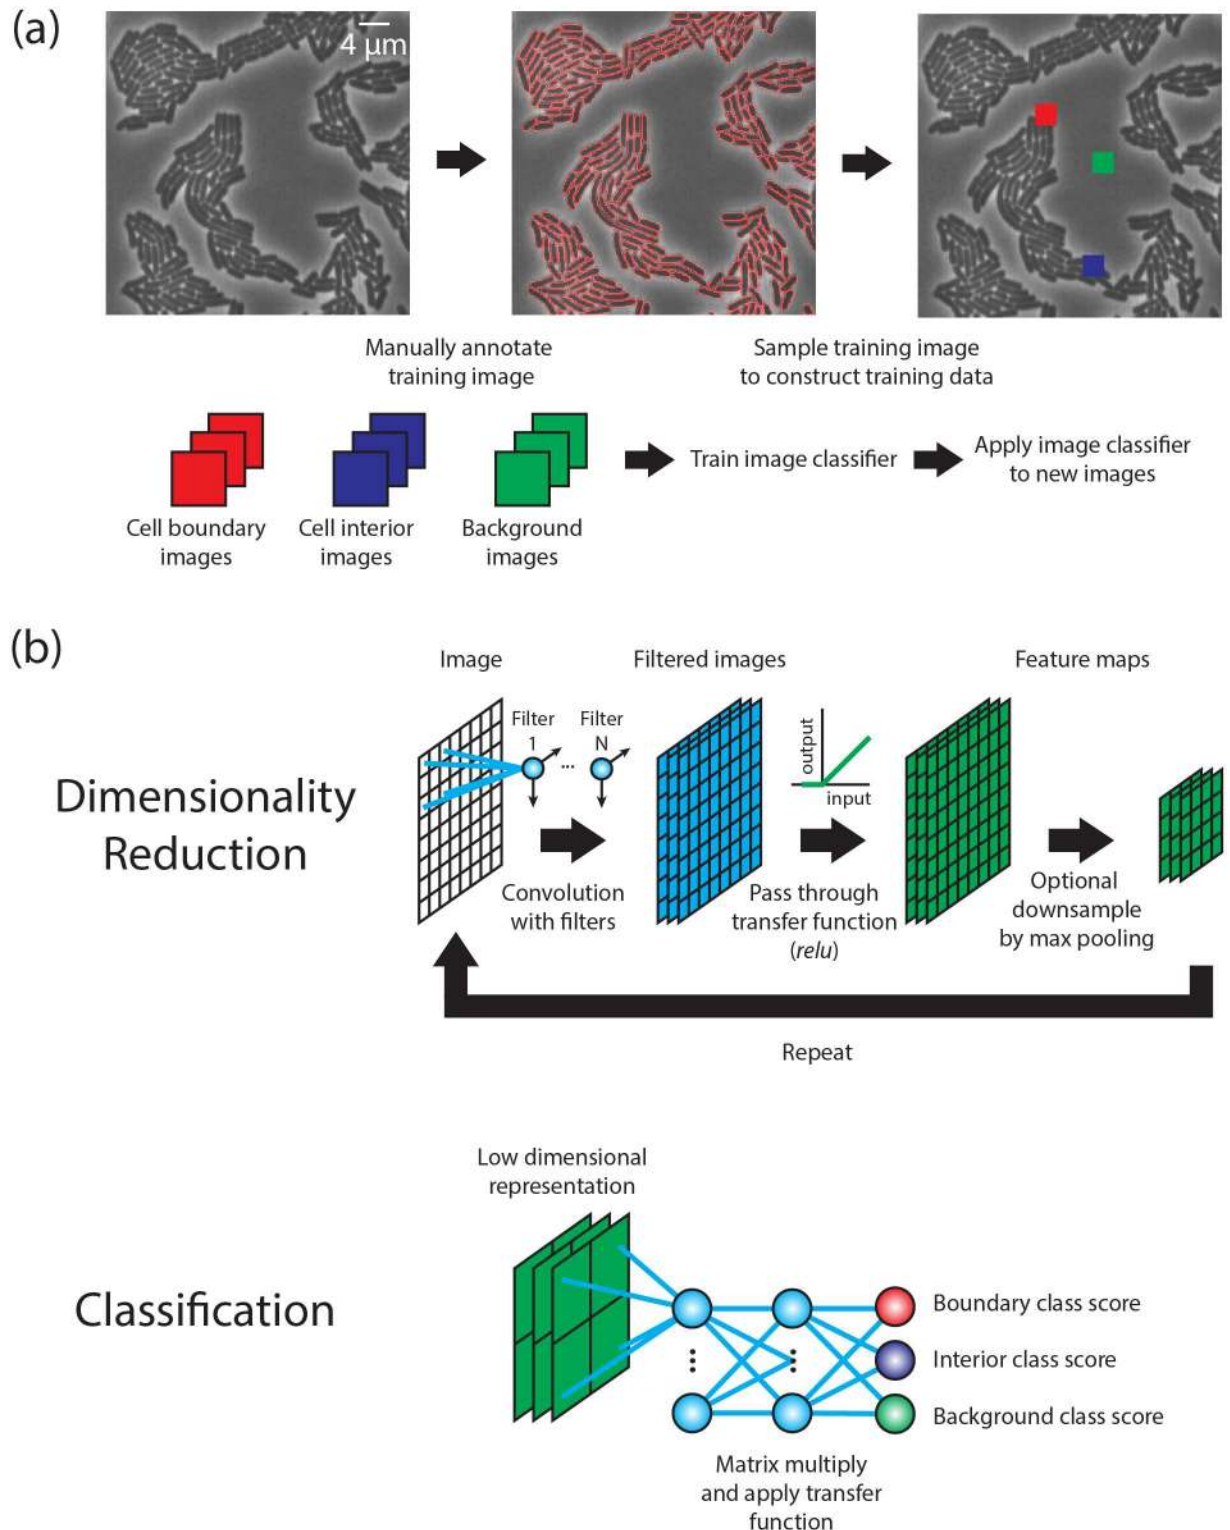 (a)
4 μm
Manually annotate
training image
Sample training image
to construct training data
Cell boundary
images
Cell interior
images
Background
images
Train image classifier
Apply image classifier
to new images
(b)
Dimensionality
Reduction
Image
Filter
1
...
Filter
N
Convolution
with filters
Filtered images
output
input
Pass through
transfer function
(relu)
Feature maps
Optional
downsample
by max pooling
Repeat
Classification
Low dimensional
representation
Boundary class score
Interior class score
Background class score
Matrix multiply
and apply transfer
function